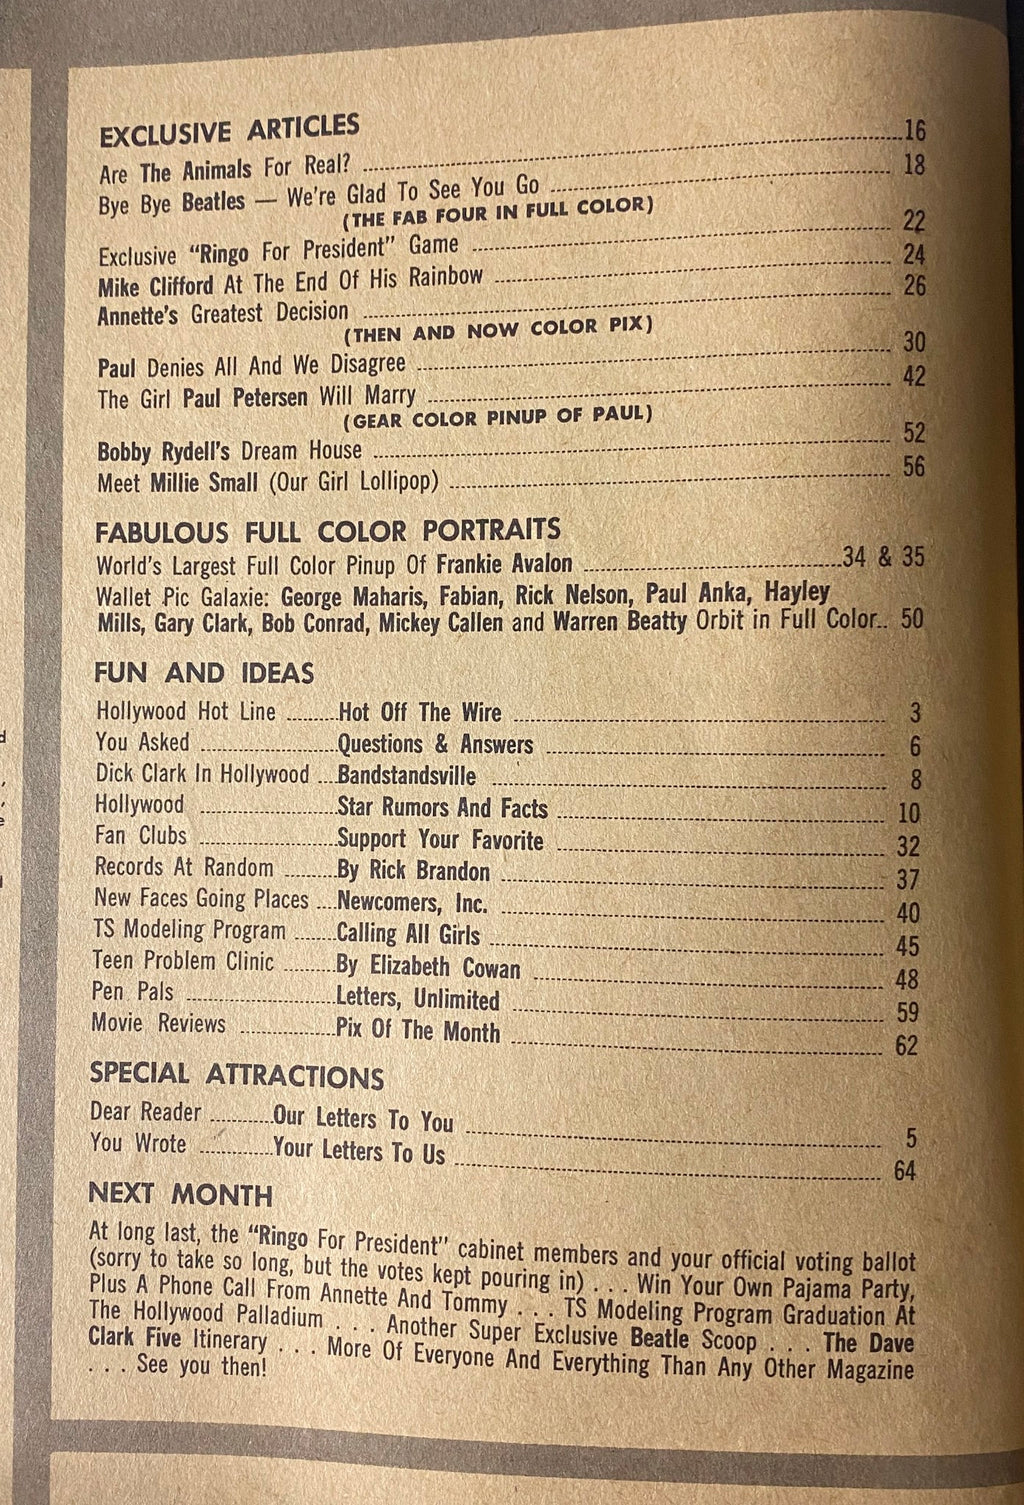 EXCLUSIVE ARTICLES
Are The Animals For Real? ........ 16
Bye Bye Beatles — We're Glad To See You Go ........ 18
(THE FAB FOUR IN FULL COLOR)
Exclusive "Ringo For President" Game ........ 22
Mike Clifford At The End Of His Rainbow ........ 24
Annette's Greatest Decision ........ 26
(THEN AND NOW COLOR PIX)
Paul Denies All And We Disagree ........ 30
The Girl Paul Petersen Will Marry ........ 42
(GEAR COLOR PINUP OF PAUL)
Bobby Rydell's Dream House ........ 52
Meet Millie Small (Our Girl Lollipop) ........ 56
FABULOUS FULL COLOR PORTRAITS
World's Largest Full Color Pinup Of Frankie Avalon ........ 34 & 35
Wallet Pic Galaxie: George Maharis, Fabian, Rick Nelson, Paul Anka, Hayley
Mills, Gary Clark, Bob Conrad, Mickey Callen and Warren Beatty Orbit in Full Color.. 50
FUN AND IDEAS
Hollywood Hot Line ........ Hot Off The Wire ........ 3
You Asked ........ Questions & Answers ........ 6
Dick Clark In Hollywood .... Bandstandsville ........ 8
Hollywood ........ Star Rumors And Facts ........ 10
Fan Clubs ........ Support Your Favorite ........ 32
Records At Random ........ By Rick Brandon ........ 37
New Faces Going Places .... Newcomers, Inc. ........ 40
TS Modeling Program ........ Calling All Girls ........ 45
Teen Problem Clinic ........ By Elizabeth Cowan ........ 48
Pen Pals ........ Letters, Unlimited ........ 59
Movie Reviews ........ Pix Of The Month ........ 62
SPECIAL ATTRACTIONS
Dear Reader ........ Our Letters To You ........ 5
You Wrote ........ Your Letters To Us ........ 64
NEXT MONTH
At long last, the "Ringo For President" cabinet members and your official voting ballot
(sorry to take so long, but the votes kept pouring in) . . . Win Your Own Pajama Party,
Plus A Phone Call From Annette And Tommy . . . TS Modeling Program Graduation At
The Hollywood Palladium . . . Another Super Exclusive Beatle Scoop . . . The Dave
Clark Five Itinerary . . . More Of Everyone And Everything Than Any Other Magazine
. . . See you then!